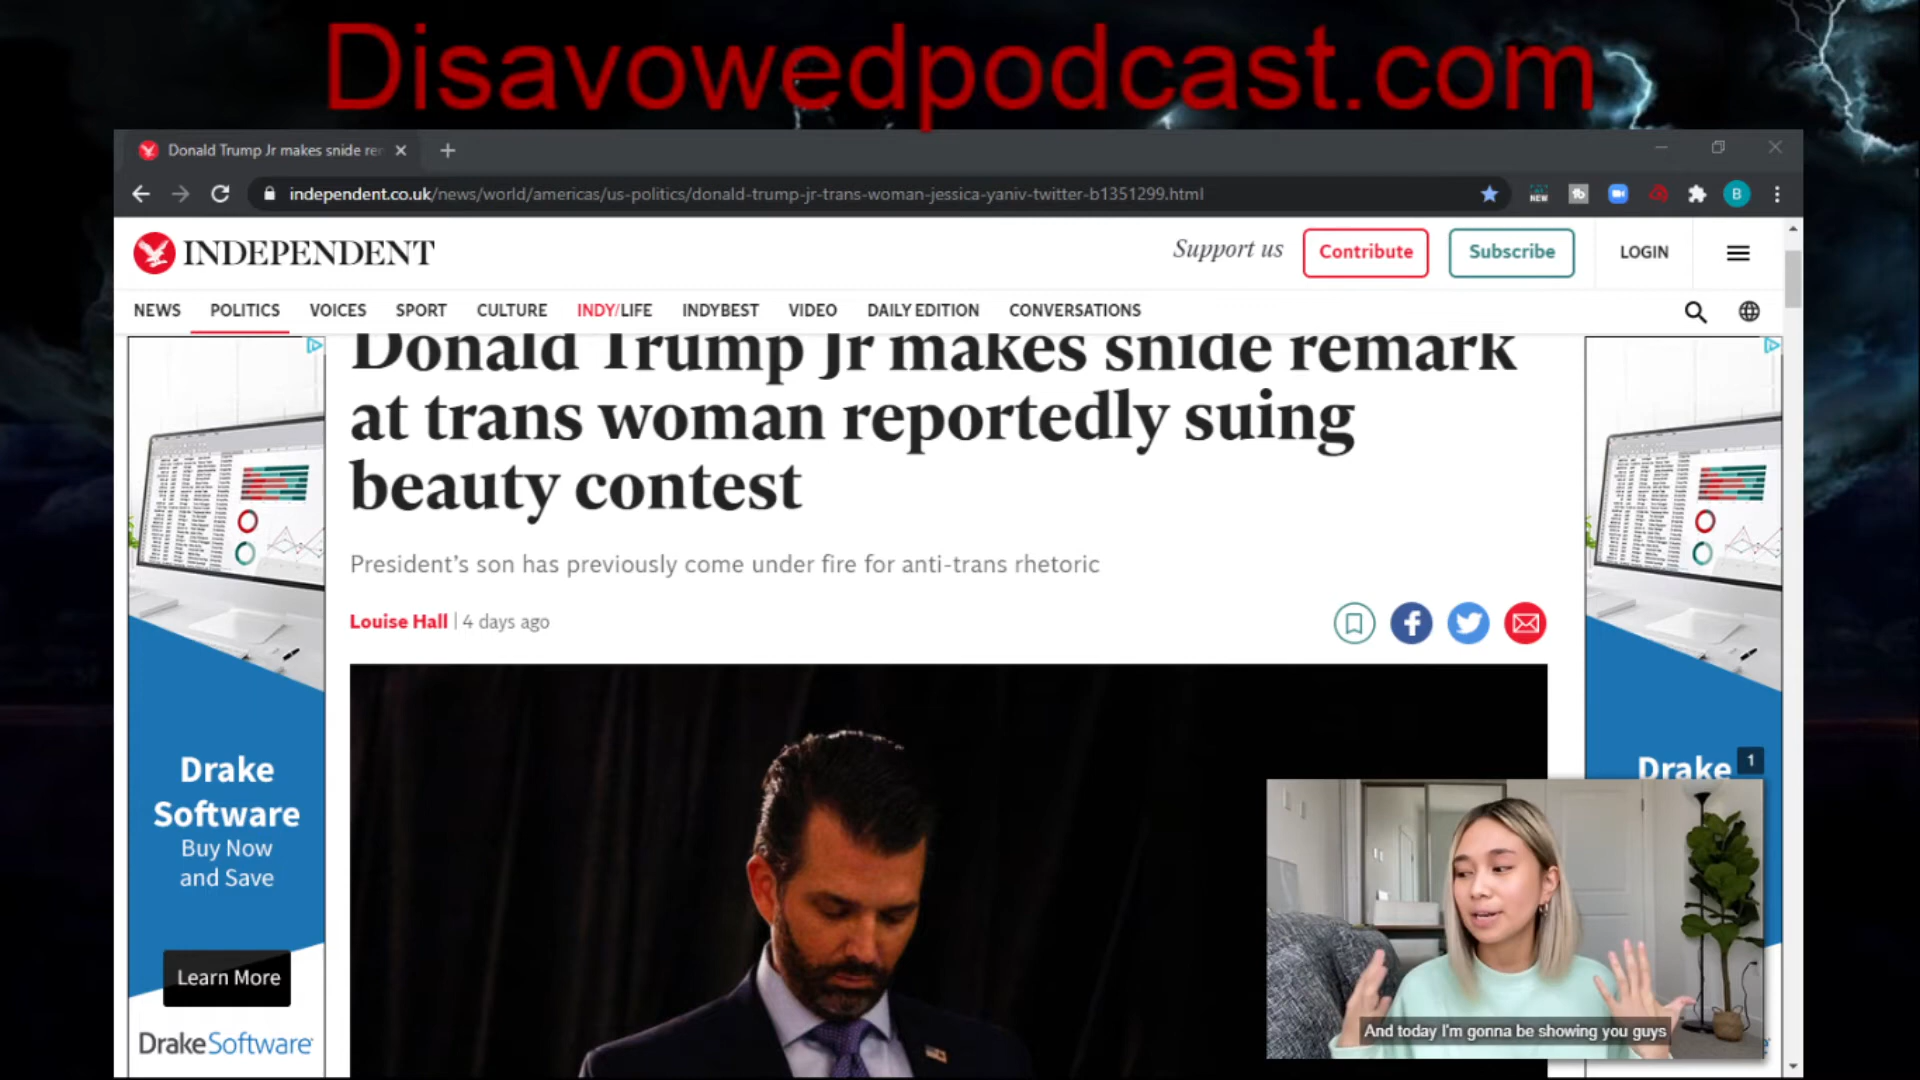 Disavowedpodcast.com
Donald Trump Jr makes snide rem
independent.co.uk/news/world/americas/us-politics/donald-trump-jr-trans-woman-jessica-yaniv-twitter-b1351299.html
NEW
B
INDEPENDENT
Support us
Contribute
Subscribe
LOGIN
NEWS POLITICS VOICES SPORT CULTURE INDY/LIFE INDYBEST VIDEO DAILY EDITION CONVERSATIONS
Donald Trump Jr makes snide remark
at trans woman reportedly suing
beauty contest
President's son has previously come under fire for anti-trans rhetoric
Louise Hall | 4 days ago
Drake
Software
Buy Now
and Save
Learn More
DrakeSoftware
Drake
1
And today I'm gonna be showing you guys